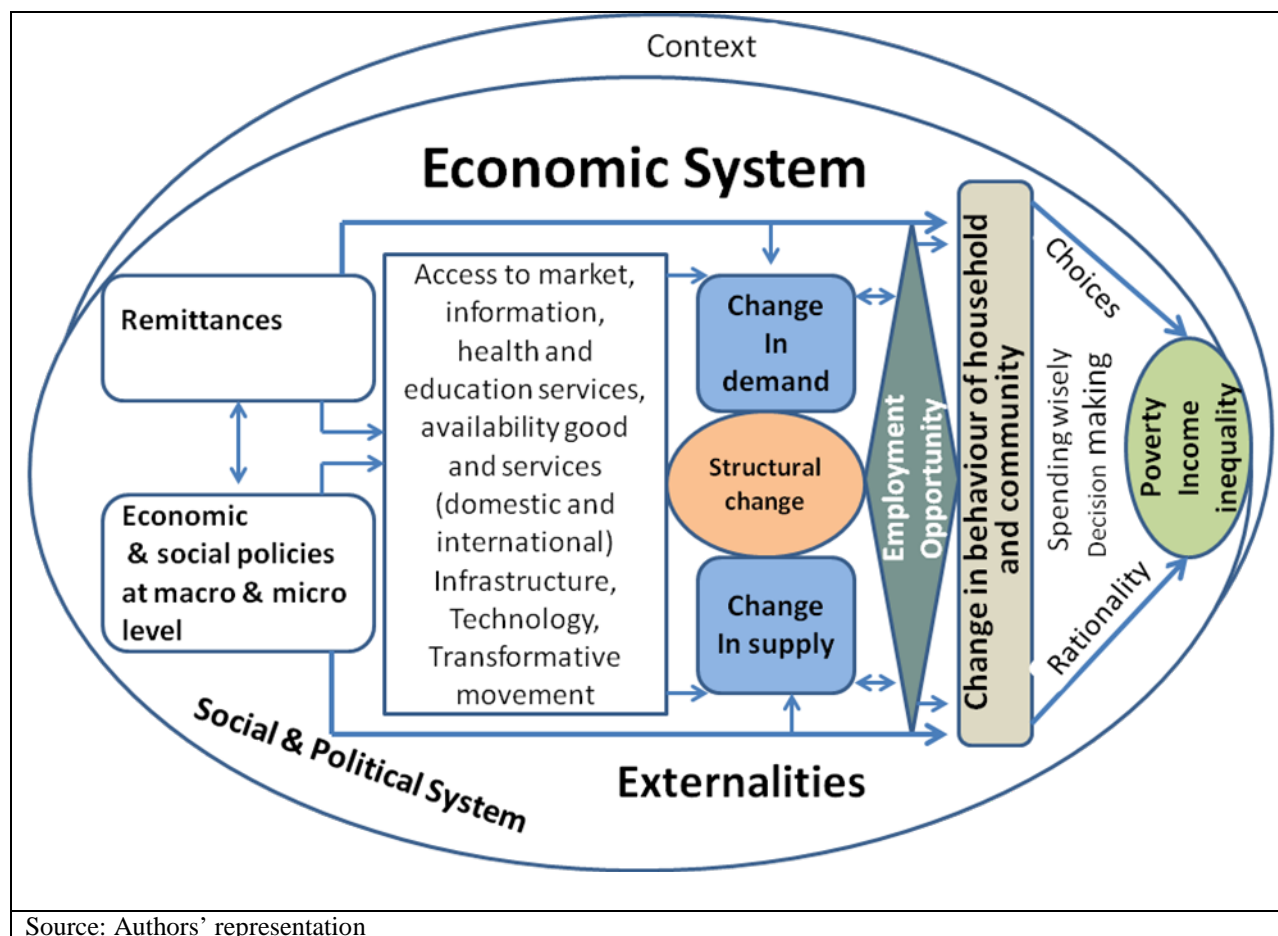 Context
Economic System
Remittances
Economic
& social policies
at macro & micro
level
Access to market,
information,
health and
education services,
availability good
and services
(domestic and
international)
Infrastructure,
Technology,
Transformative
movement
Change
In
demand
Structural
change
Change
In supply
Employment
Opportunity
Change in behaviour of household
and community
Choices
Spending wisely
Decision making
Rationality
Poverty
Income
inequality
Social & Political System
Externalities
Source: Authors’ representation